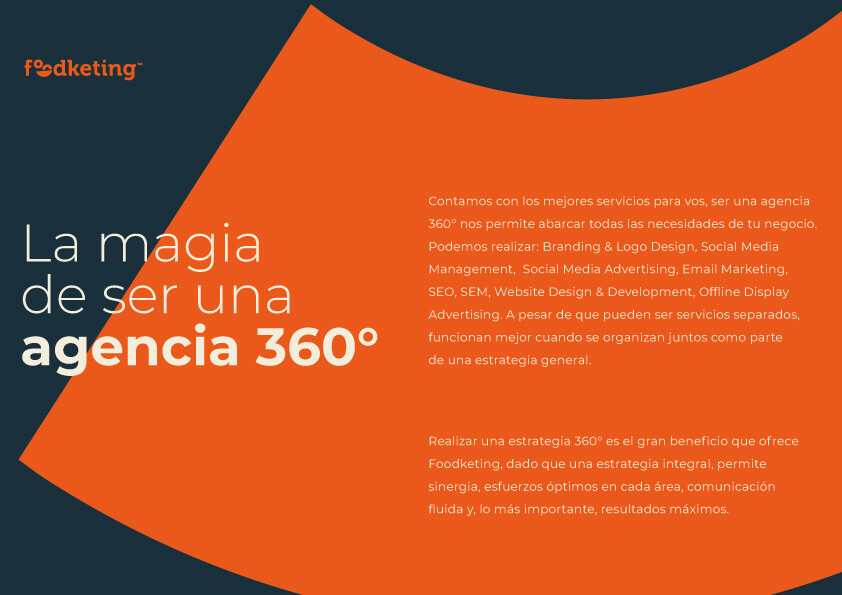 foodketing™
La magia
de ser una
agencia 360°
Contamos con los mejores servicios para vos, ser una agencia
360° nos permite abarcar todas las necesidades de tu negocio.
Podemos realizar: Branding & Logo Design, Social Media
Management,  Social Media Advertising, Email Marketing,
SEO, SEM, Website Design & Development, Offline Display
Advertising. A pesar de que pueden ser servicios separados,
funcionan mejor cuando se organizan juntos como parte
de una estrategia general.
Realizar una estrategia 360° es el gran beneficio que ofrece
Foodketing, dado que una estrategia integral, permite
sinergia, esfuerzos óptimos en cada área, comunicación
fluida y, lo más importante, resultados máximos.